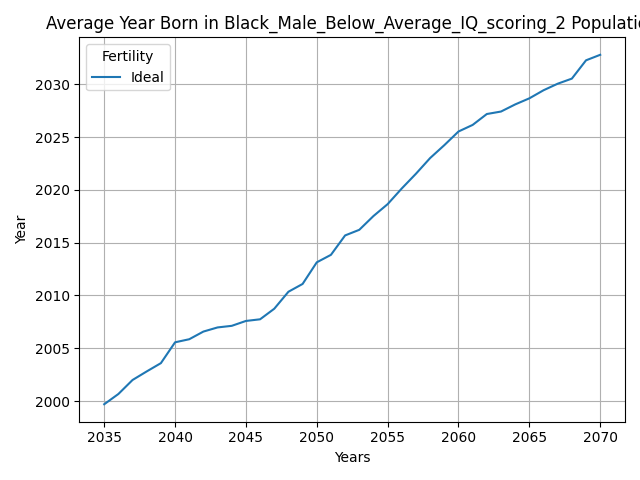 Average Year Born in Black_Male_Below_Average_IQ_scoring_2 Populatio
Fertility
Ideal
Year
2030
2025
2020
2015
2010
2005
2000
2035 2040 2045 2050 2055 2060 2065 2070
Years